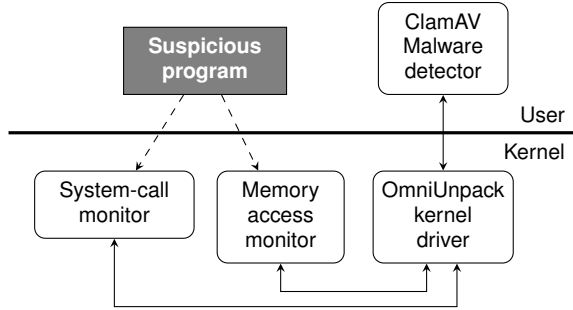 Suspicious
program
ClamAV
Malware
detector
User
Kernel
System-call
monitor
Memory
access
monitor
OmniUnpack
kernel
driver